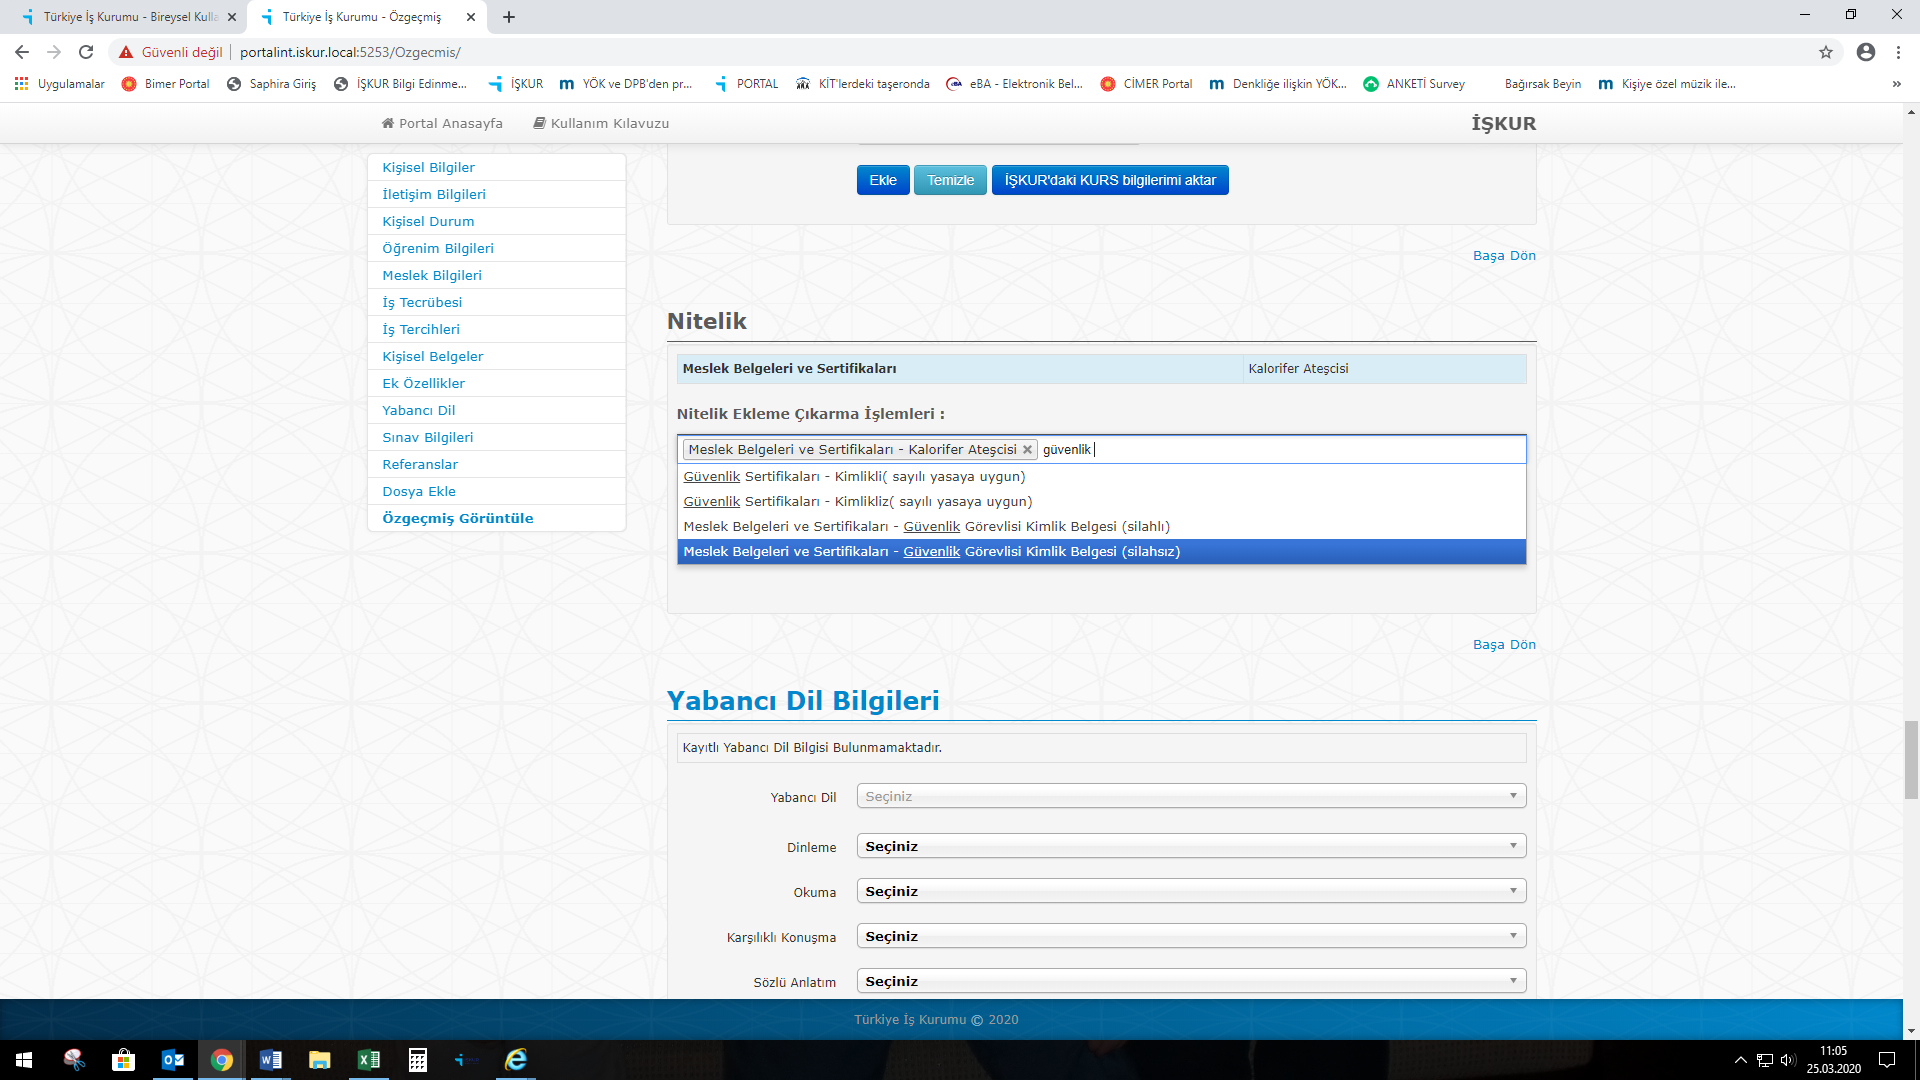 Türkiye İş Kurumu - Bireysel Kulla
Türkiye İş Kurumu - Özgeçmiş
Güvenli değil
portalint.iskur.local:5253/Ozgecmis/
Uygulamalar
Bimer Portal
Saphira Giriş
İŞKUR Bilgi Edinme...
İŞKUR
YÖK ve DPB'den pr...
PORTAL
KİT'lerdeki taşeronda
eBA - Elektronik Bel...
CİMER Portal
Denkliğe ilişkin YÖK...
ANKETİ Survey
Bağırsak Beyin
Kişiye özel müzik ile...
»
Portal Anasayfa
Kullanım Kılavuzu
İŞKUR
Kişisel Bilgiler
İletişim Bilgileri
Kişisel Durum
Öğrenim Bilgileri
Meslek Bilgileri
İş Tecrübesi
İş Tercihleri
Kişisel Belgeler
Ek Özellikler
Yabancı Dil
Sınav Bilgileri
Referanslar
Dosya Ekle
Özgeçmiş Görüntüle
Ekle
Temizle
İŞKUR'daki KURS bilgilerimi aktar
Başa Dön
Nitelik
Meslek Belgeleri ve Sertifikaları
Kalorifer Ateşcisi
Nitelik Ekleme Çıkarma İşlemleri :
Meslek Belgeleri ve Sertifikaları - Kalorifer Ateşcisi
güvenlik
Güvenlik Sertifikaları - Kimlikli( sayılı yasaya uygun)
Güvenlik Sertifikaları - Kimlikliz( sayılı yasaya uygun)
Meslek Belgeleri ve Sertifikaları - Güvenlik Görevlisi Kimlik Belgesi (silahlı)
Meslek Belgeleri ve Sertifikaları - Güvenlik Görevlisi Kimlik Belgesi (silahsız)
Başa Dön
Yabancı Dil Bilgileri
Kayıtlı Yabancı Dil Bilgisi Bulunmamaktadır.
Yabancı Dil
Seçiniz
Dinleme
Seçiniz
Okuma
Seçiniz
Karşılıklı Konuşma
Seçiniz
Sözlü Anlatım
Seçiniz
Türkiye İş Kurumu © 2020
11:05
25.03.2020